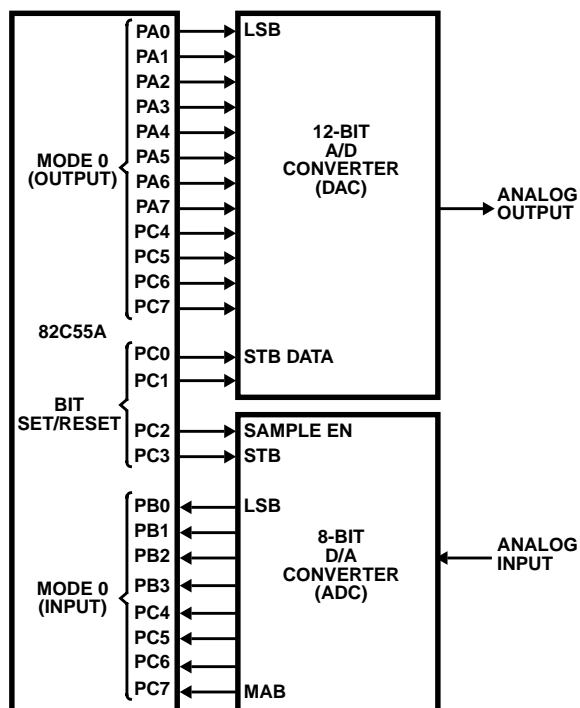 PA0
PA1
PA2
PA3
PA4
PA5
PA6
PA7
PC4
PC5
PC6
PC7
MODE 0
(OUTPUT)
LSB
12-BIT
A/D
CONVERTER
(DAC)
ANALOG
OUTPUT
82C55A
PC0
PC1
PC2
PC3
BIT
SET/RESET
STB DATA
SAMPLE EN
STB
PB0
PB1
PB2
PB3
PC4
PC5
PC6
PC7
MODE 0
(INPUT)
LSB
8-BIT
D/A
CONVERTER
(ADC)
MAB
ANALOG
INPUT